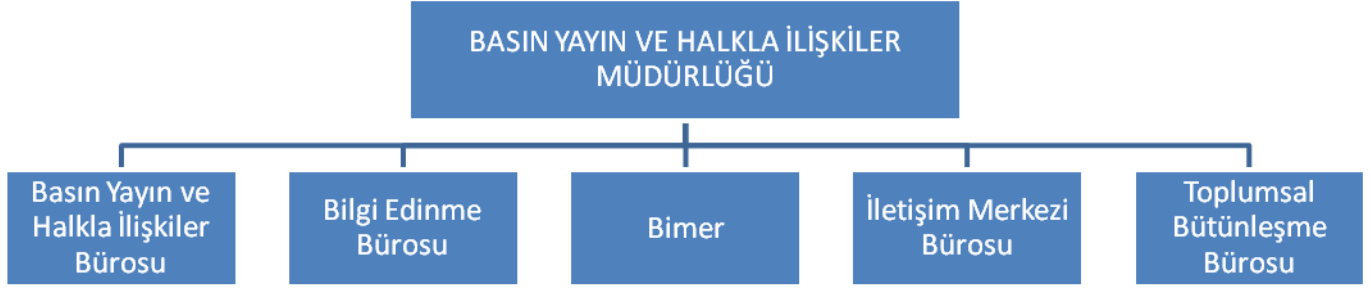 BASIN YAYIN VE HALKLA İLİŞKİLER
MÜDÜRLÜĞÜ
Basın Yayın ve
Halkla İlişkiler
Bürosu
Bilgi Edinme
Bürosu
Bimer
İletişim Merkezi
Bürosu
Toplumsal
Bütünleşme
Bürosu